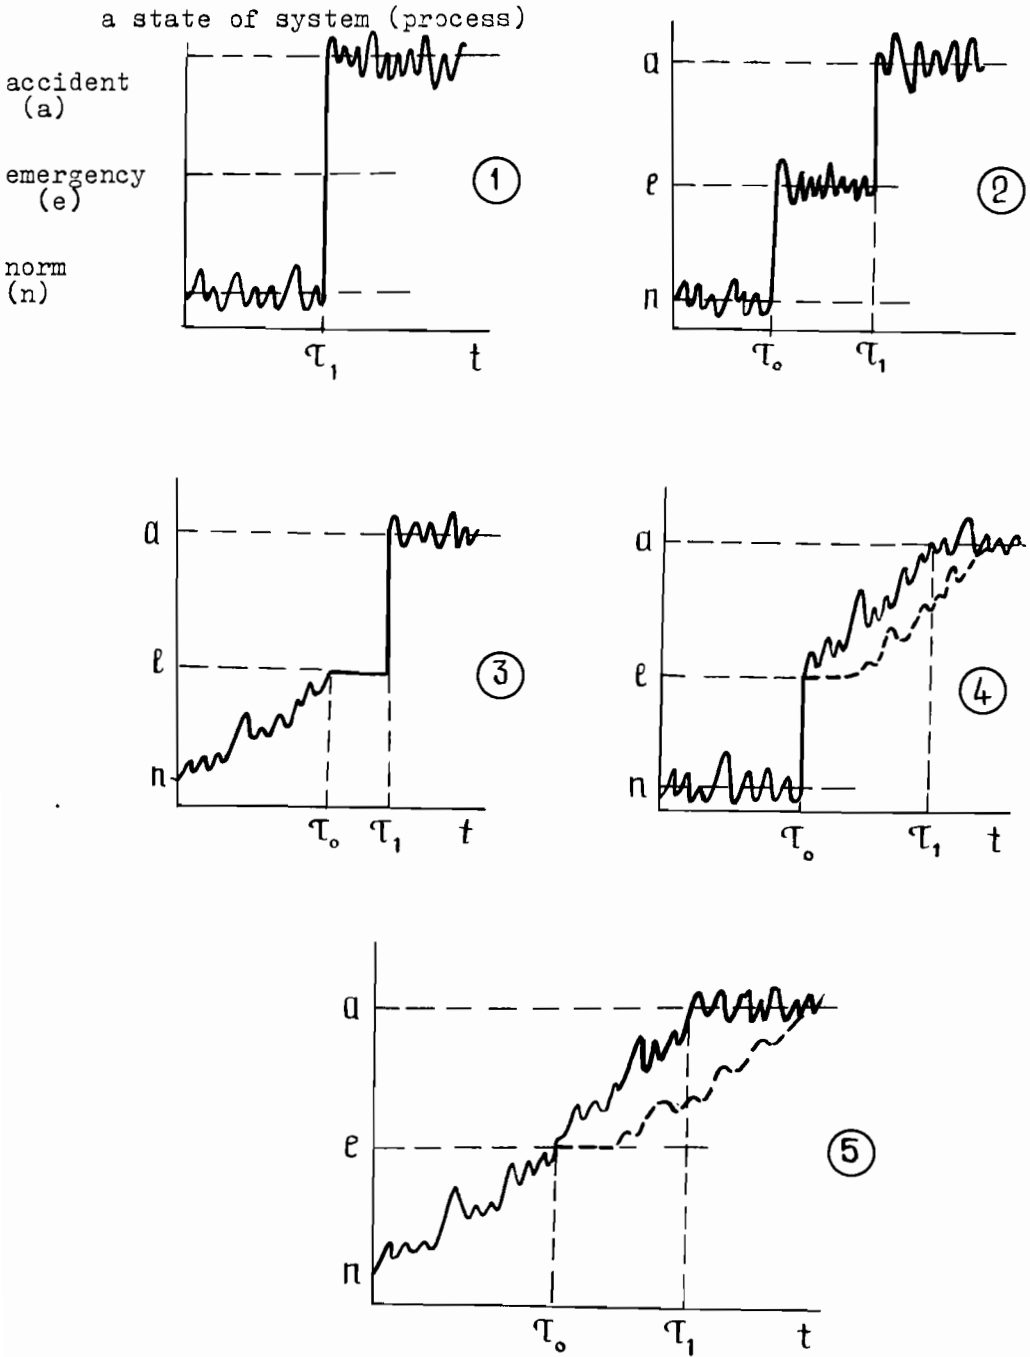 a state of system (process)
accident
(a)
emergency
(e)
norm
(n)
1
τ₁ t
a
e
n
2
τ₀ τ₁
a
e
n
3
τ₀ τ₁ t
a
e
n
4
τ₀ τ₁ t
a
e
n
5
τ₀ τ₁ t